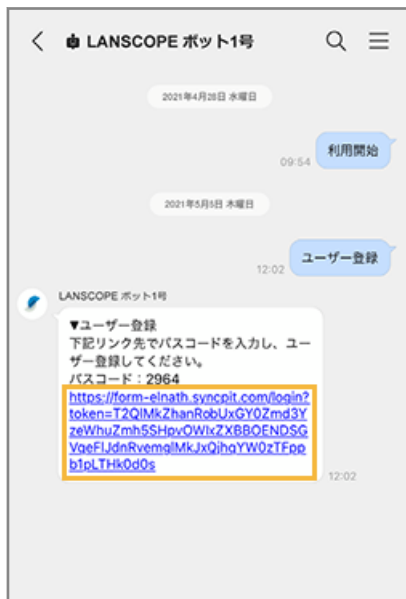 LANSCOPE ボット1号
2021年4月28日 水曜日
利用開始
09:54
2021年5月5日 水曜日
ユーザー登録
12:02
LANSCOPE ボット1号
▼ユーザー登録
下記リンク先でパスコードを入力し、ユー
ザー登録してください。
パスコード：2964
https://form-elnath.syncpit.com/login?
token=T2QlMkZhanRobUxGY0Zmd3Y
zeWhuZmh5SHpvOWlxZXBBOENDSG
VqeFlJdnRvemglMkJxQjhqYW0zTFpp
b1pLTHk0d0s
12:02